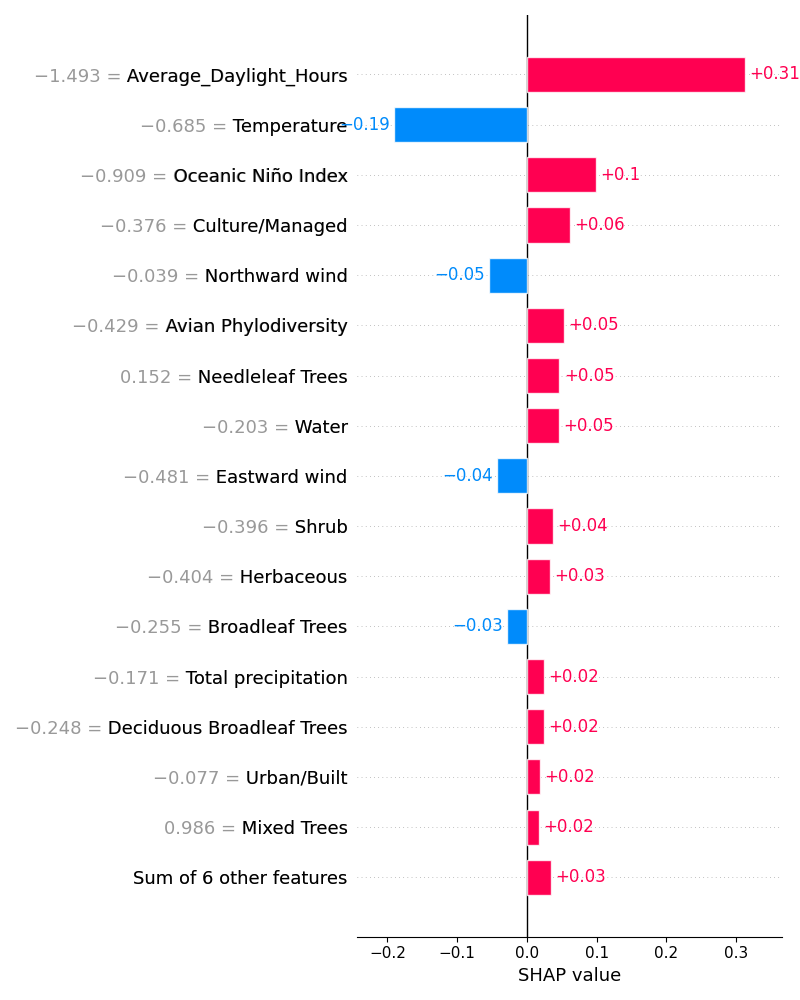 −1.493 = Average_Daylight_Hours +0.31
−0.685 = Temperature −0.19
−0.909 = Oceanic Niño Index +0.1
−0.376 = Culture/Managed +0.06
−0.039 = Northward wind −0.05
−0.429 = Avian Phylodiversity +0.05
0.152 = Needleleaf Trees +0.05
−0.203 = Water +0.05
−0.481 = Eastward wind −0.04
−0.396 = Shrub +0.04
−0.404 = Herbaceous +0.03
−0.255 = Broadleaf Trees −0.03
−0.171 = Total precipitation +0.02
−0.248 = Deciduous Broadleaf Trees +0.02
−0.077 = Urban/Built +0.02
0.986 = Mixed Trees +0.02
Sum of 6 other features +0.03
−0.2 −0.1 0.0 0.1 0.2 0.3
SHAP value